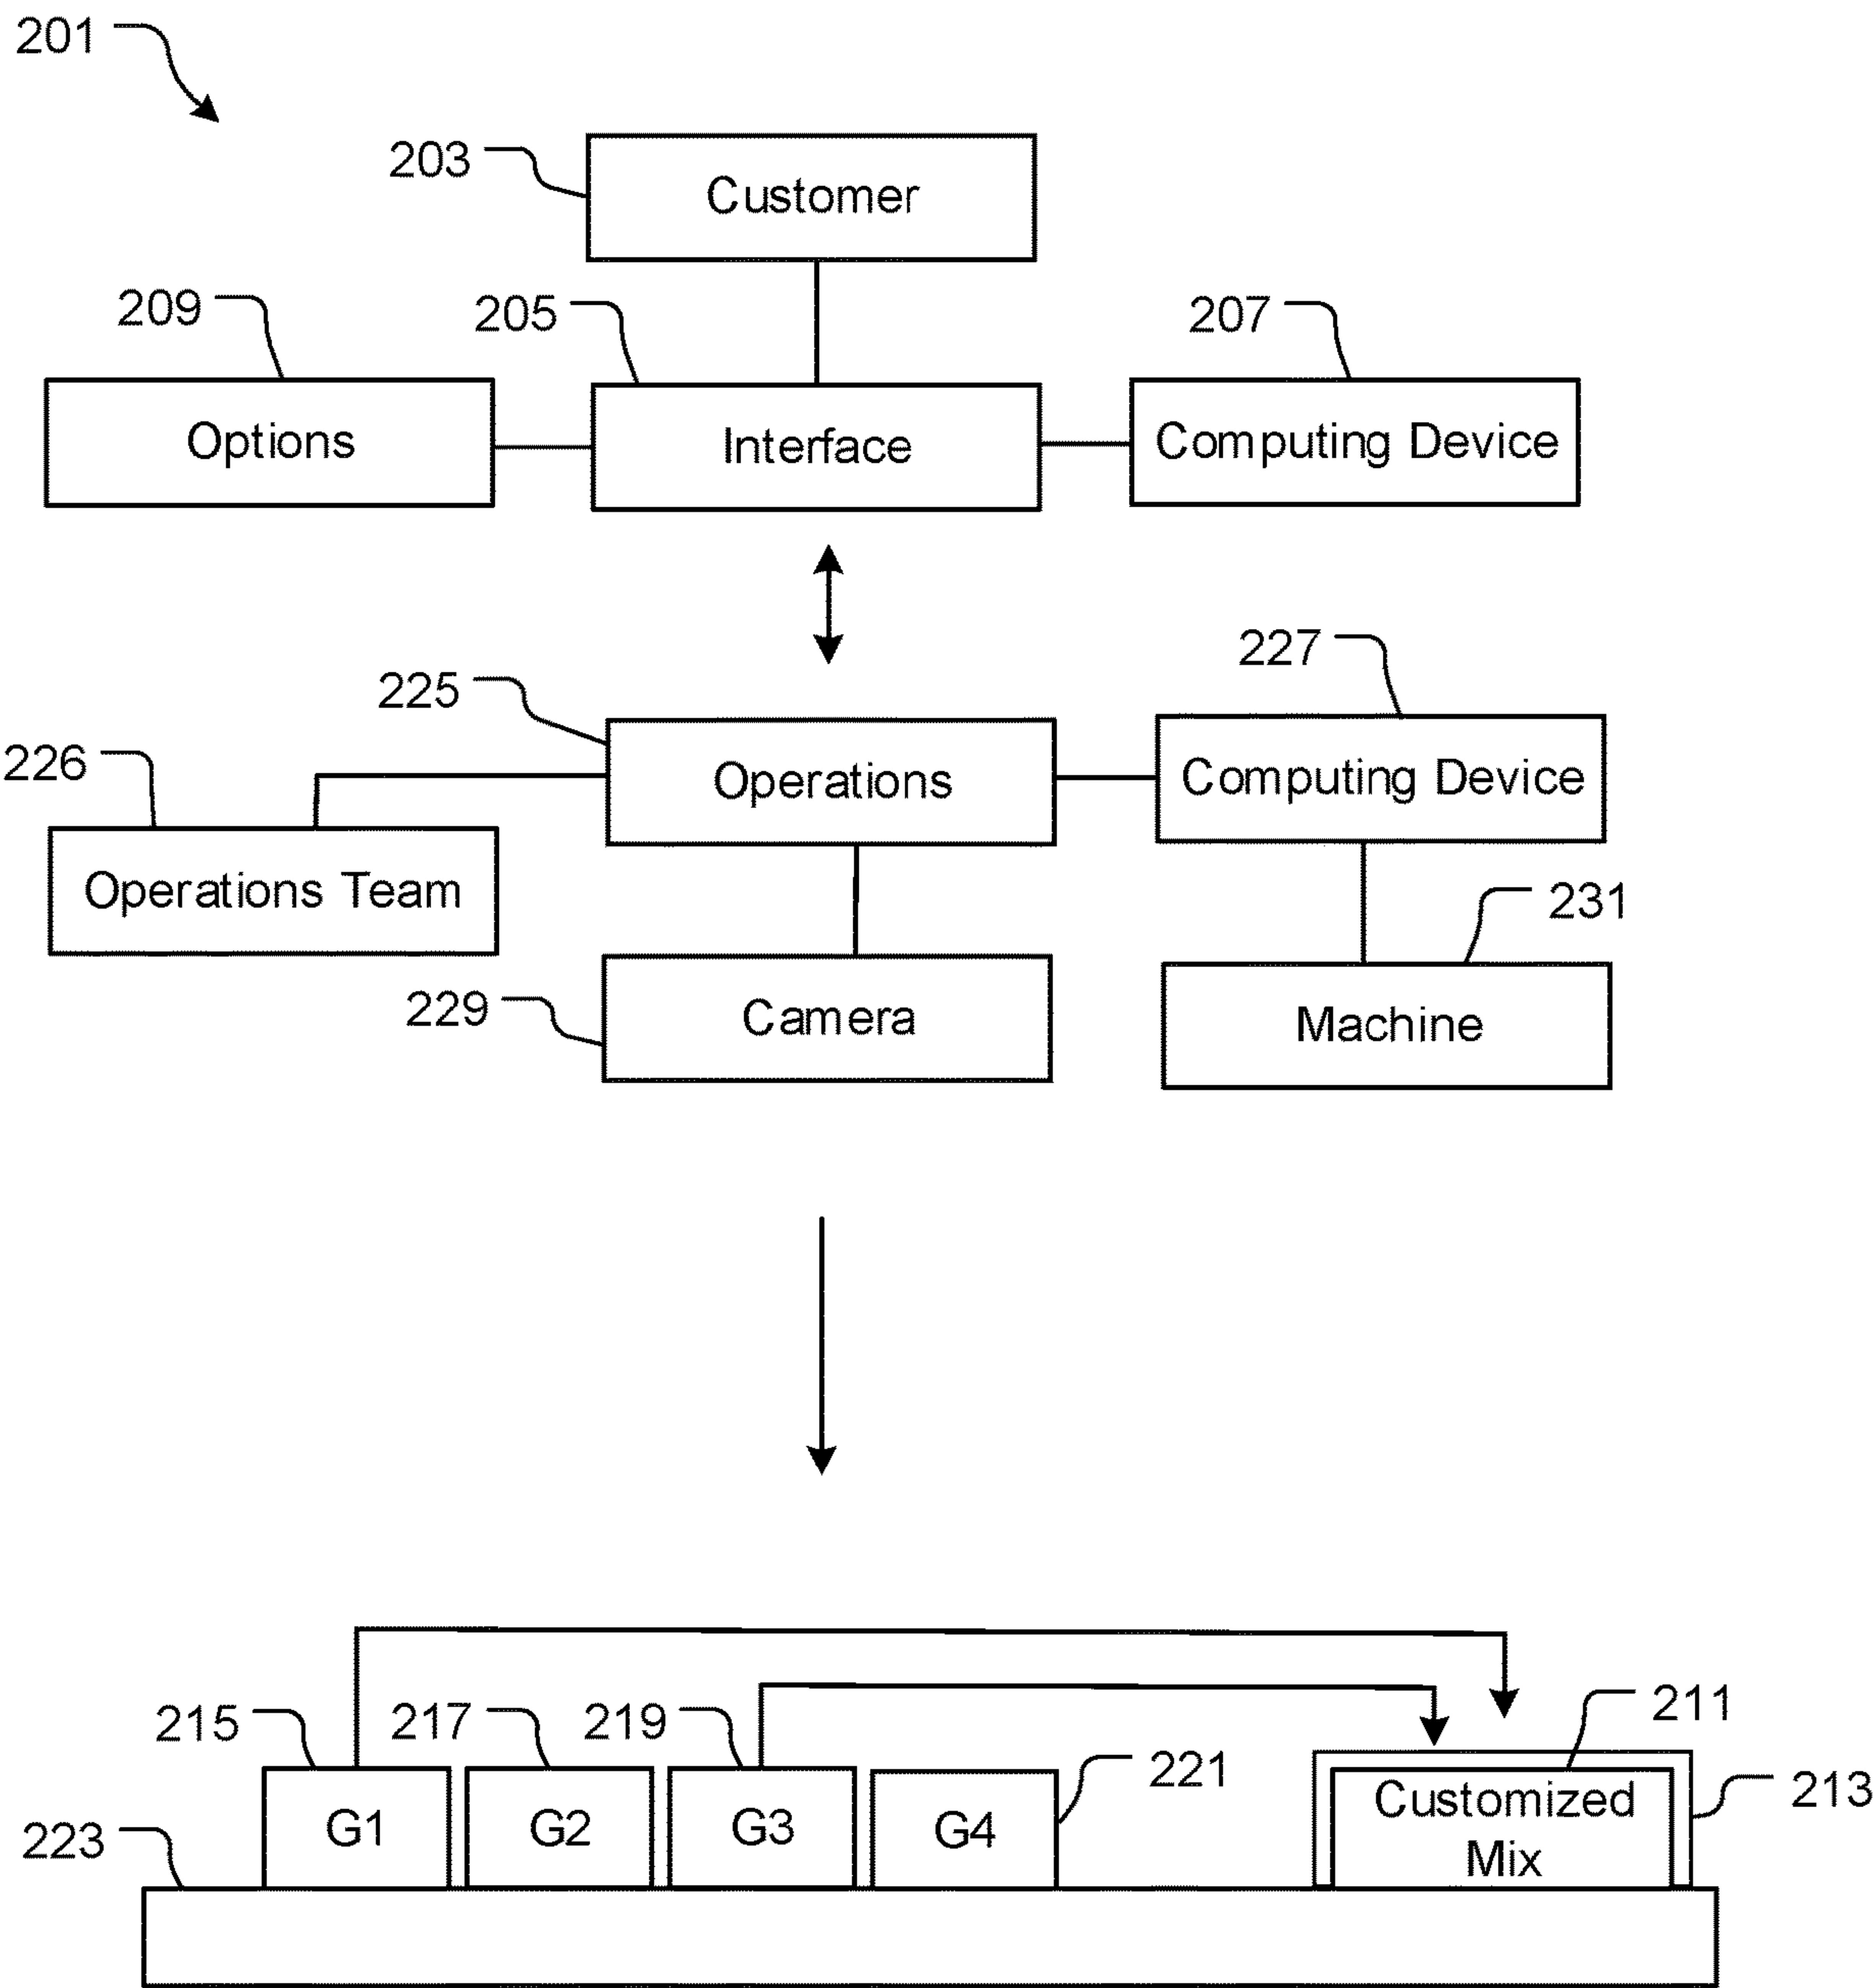 201
203
Customer
209
205
207
Options
Interface
Computing Device
225
227
226
Operations
Computing Device
Operations Team
231
229
Camera
Machine
215
217
219
221
211
213
223
G1
G2
G3
G4
Customized
Mix